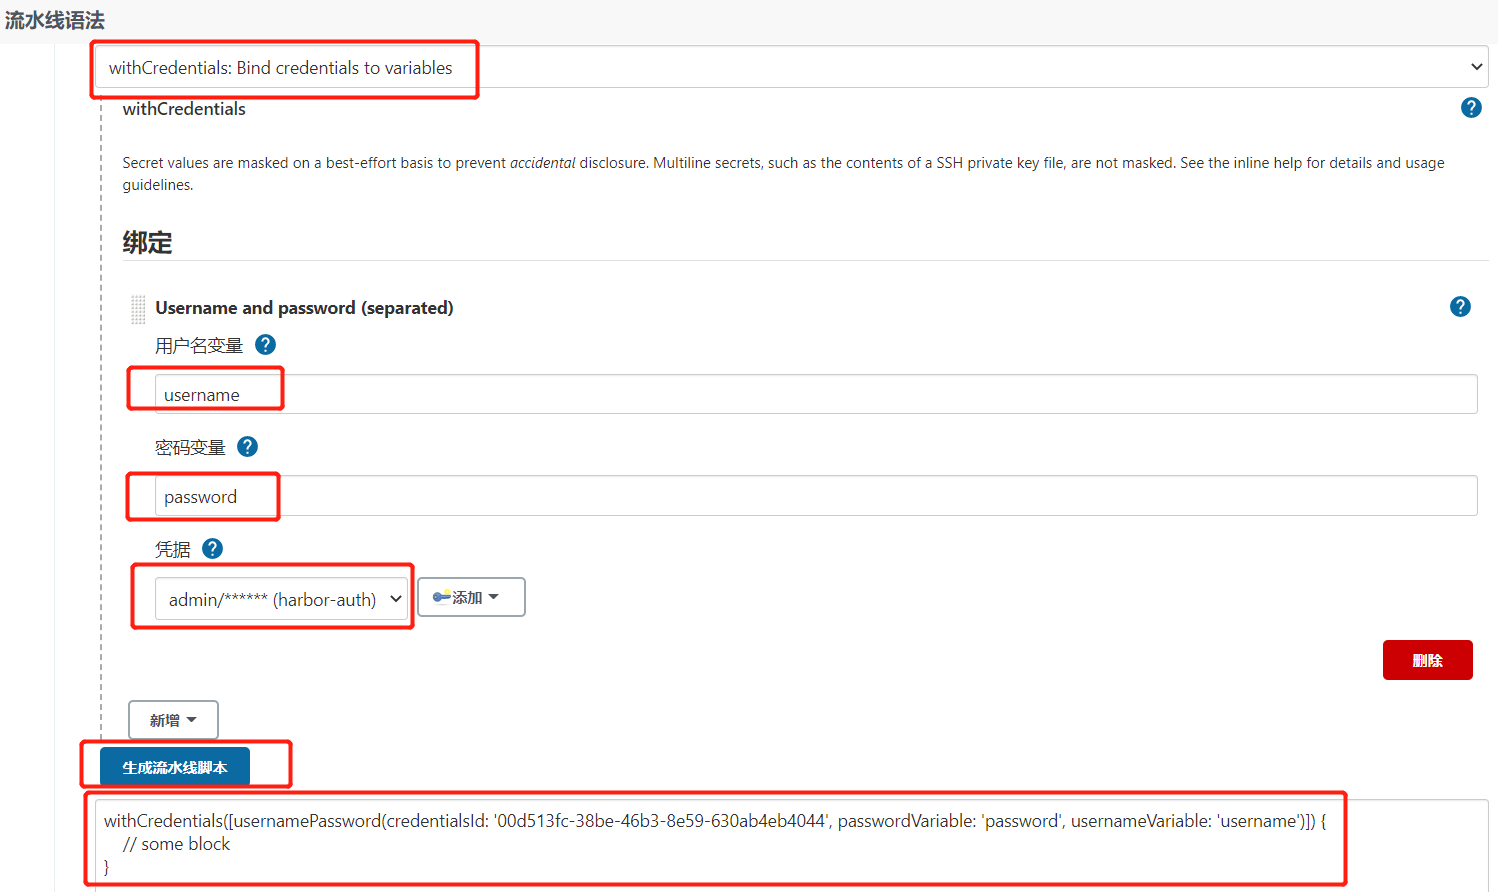 流水线语法
withCredentials: Bind credentials to variables
withCredentials
?
Secret values are masked on a best-effort basis to prevent accidental disclosure. Multiline secrets, such as the contents of a SSH private key file, are not masked. See the inline help for details and usage
guidelines.
绑定
Username and password (separated)
?
用户名变量 ?
username
密码变量 ?
password
凭据 ?
admin/****** (harbor-auth)
添加
删除
新增
生成流水线脚本
withCredentials([usernamePassword(credentialsId: '00d513fc-38be-46b3-8e59-630ab4eb4044', passwordVariable: 'password', usernameVariable: 'username')]) {
// some block
}